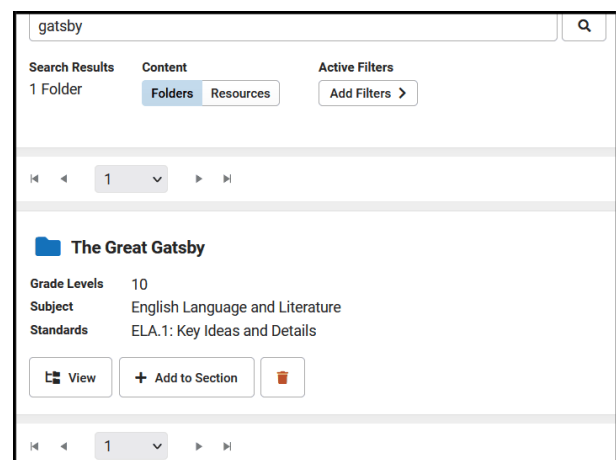 gatsby
Search Results Content Active Filters
1 Folder Folders Resources Add Filters
1
The Great Gatsby
Grade Levels 10
Subject English Language and Literature
Standards ELA.1: Key Ideas and Details
View + Add to Section
1